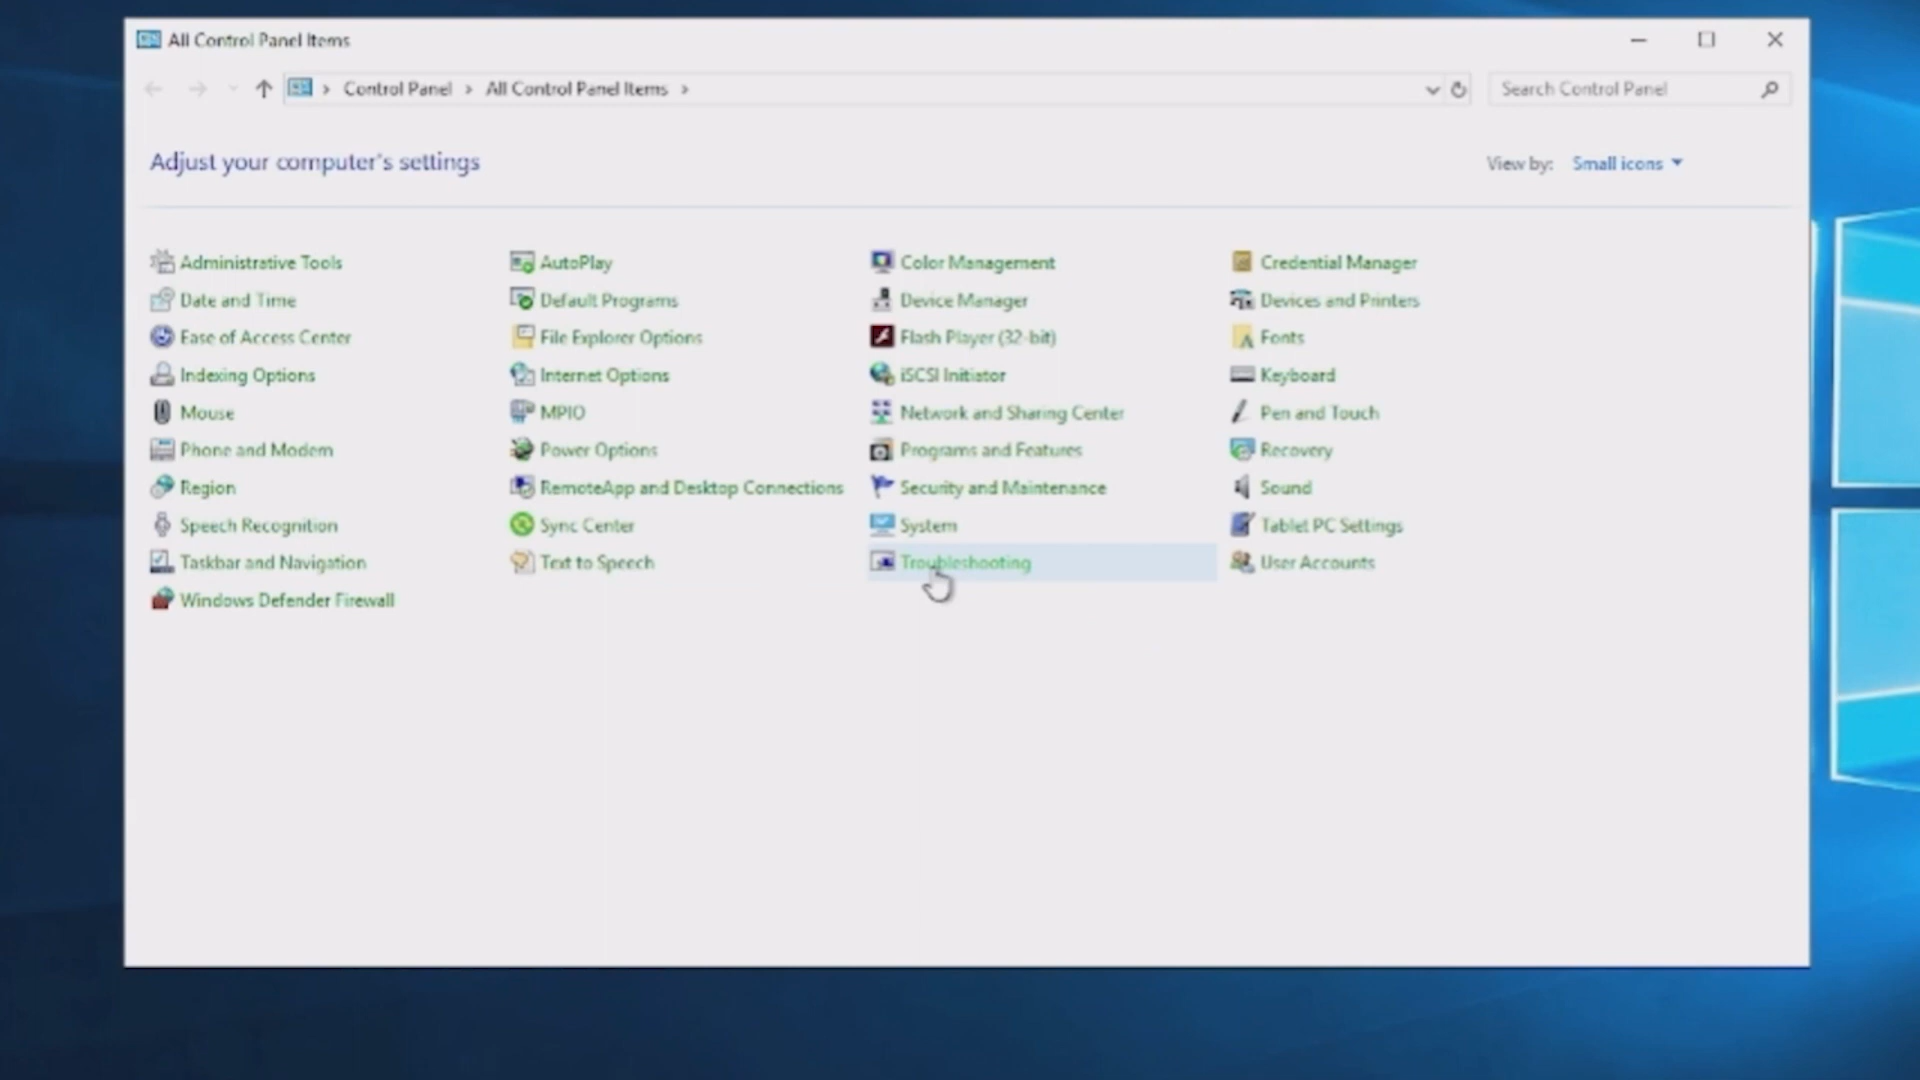 All Control Panel Items
Control Panel > All Control Panel Items >
Search Control Panel
Adjust your computer's settings
View by: Small icons
Administrative Tools
AutoPlay
Color Management
Credential Manager
Date and Time
Default Programs
Device Manager
Devices and Printers
Ease of Access Center
File Explorer Options
Flash Player (32-bit)
Fonts
Indexing Options
Internet Options
iSCSI Initiator
Keyboard
Mouse
MPIO
Network and Sharing Center
Pen and Touch
Phone and Modem
Power Options
Programs and Features
Recovery
Region
RemoteApp and Desktop Connections
Security and Maintenance
Sound
Speech Recognition
Sync Center
System
Tablet PC Settings
Taskbar and Navigation
Text to Speech
Troubleshooting
User Accounts
Windows Defender Firewall